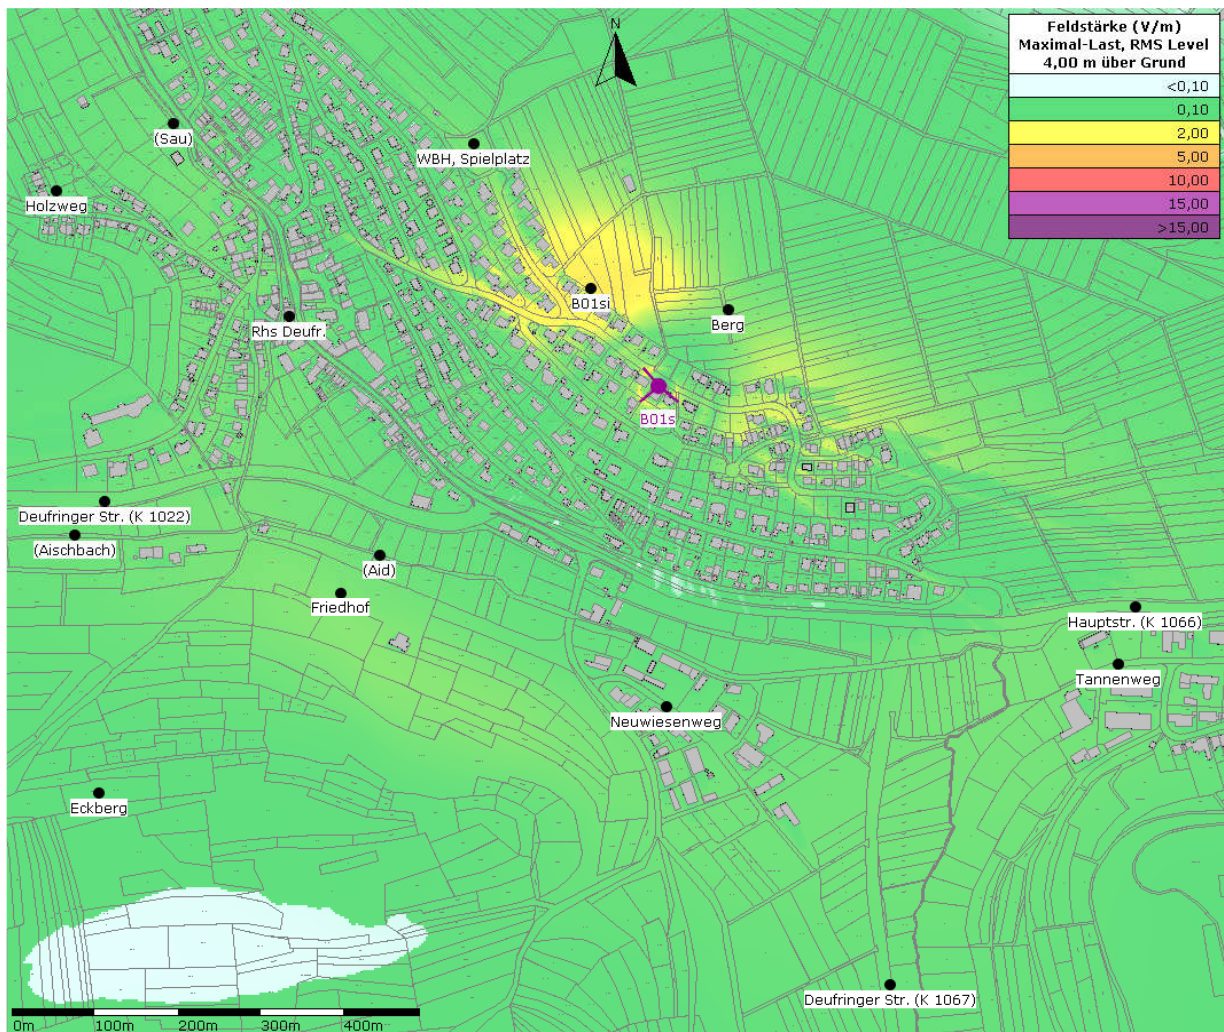 N
Feldstärke (V/m)
Maximal-Last, RMS Level
4,00 m über Grund
<0,10
0,10
2,00
5,00
10,00
15,00
>15,00
(Sau)
WBH, Spielplatz
Holzweg
B01si
Berg
Rhs Deufr.
B01s
Deufringer Str. (K 1022)
(Aischbach)
(Aid)
Friedhof
Hauptstr. (K 1066)
Tannenweg
Neuwiesenweg
Eckberg
Deufringer Str. (K 1067)
0m 100m 200m 300m 400m